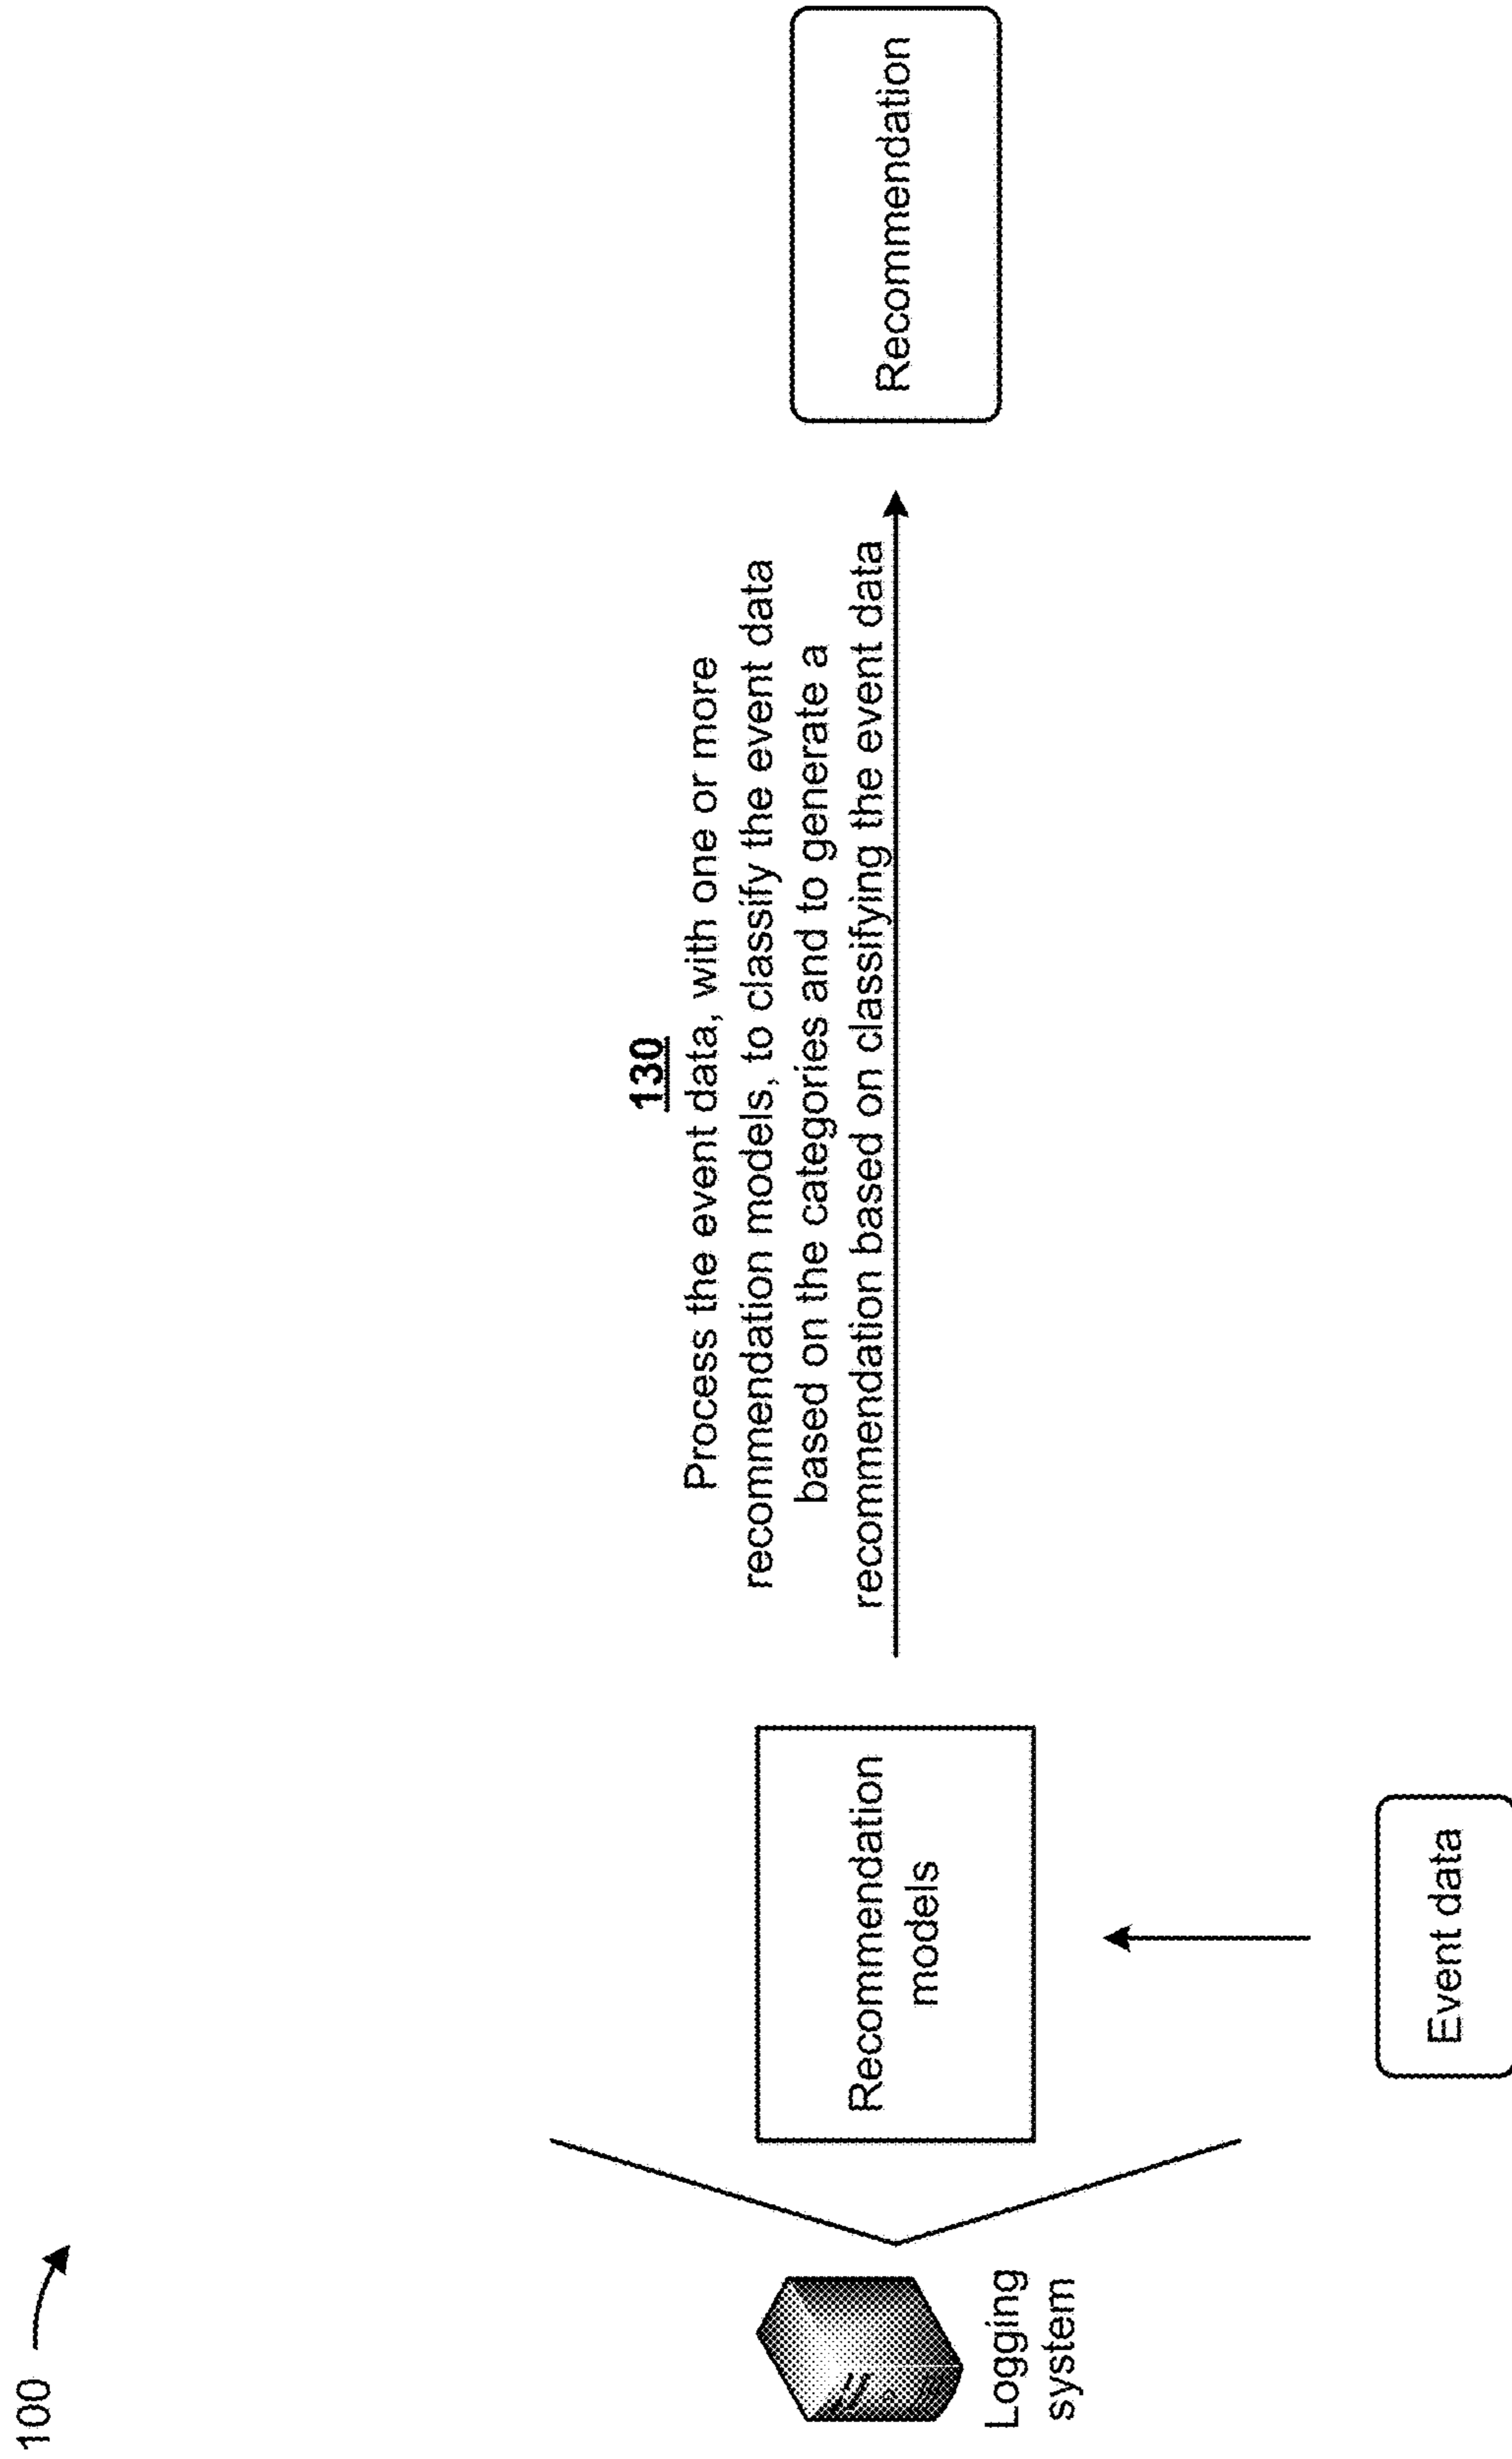 100
130
Process the event data, with one or more
recommendation models, to classify the event data
based on the categories and to generate a
recommendation based on classifying the event data
Logging
system
Recommendation
models
Recommendation
Event data